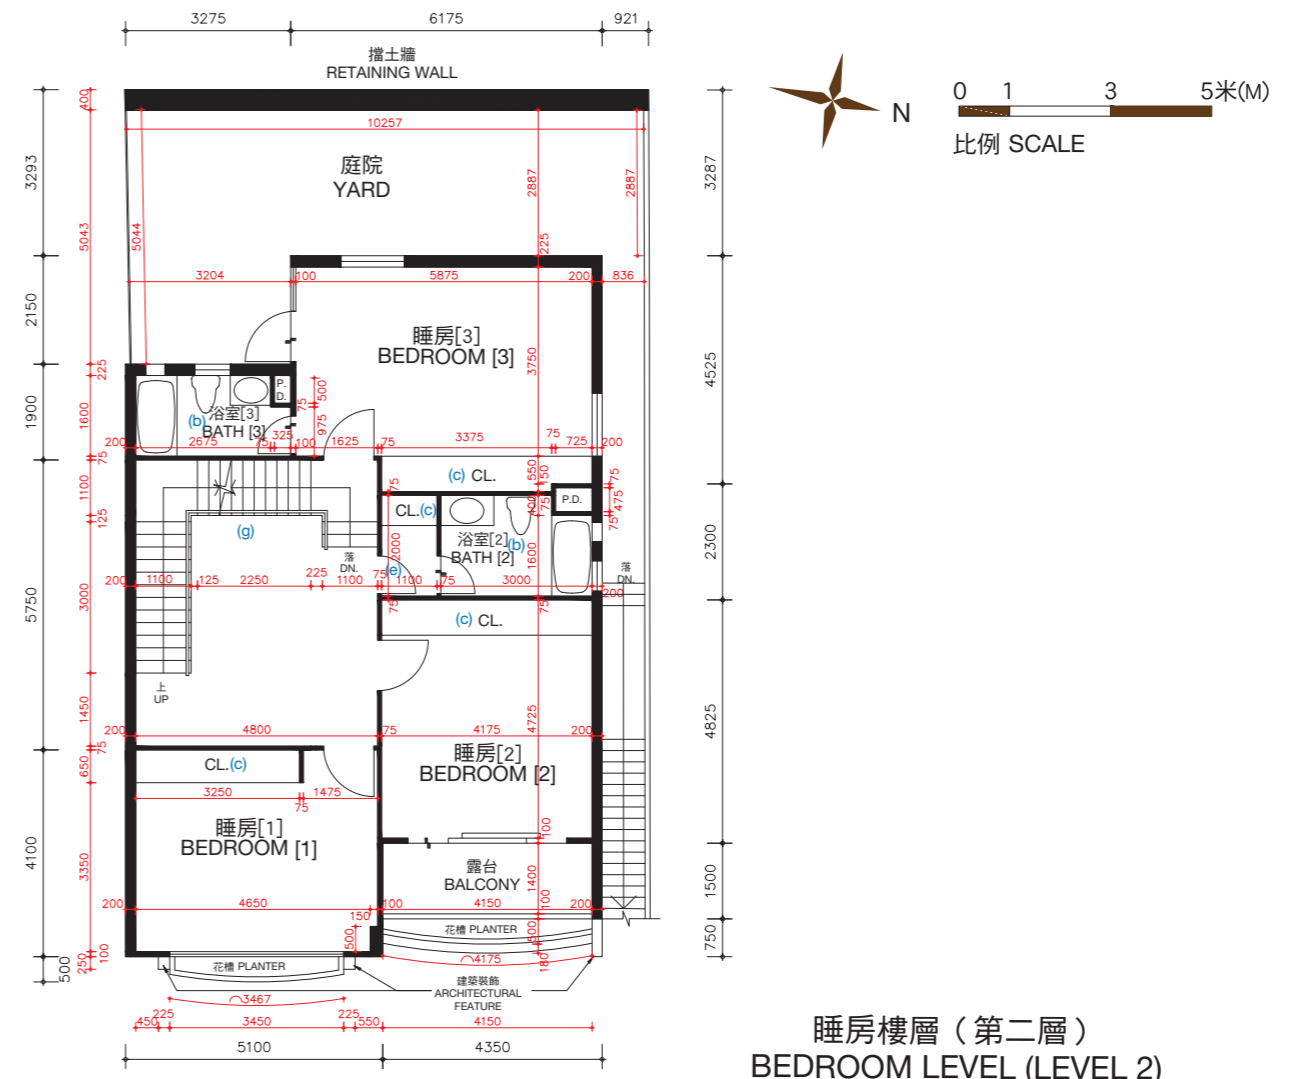 3275 6175 921
擋土牆
RETAINING WALL
N
0 1 3 5米(M)
比例 SCALE
400
10257
3293
庭院
YARD
2887
2887
3287
5043
5044
225
3204 100 5875 200 836
2150
睡房[3]
BEDROOM [3]
3750
4525
225
P.
D.
500
1900
1600
(b) 浴室[3]
BATH [3]
75
975
325
200 2675 75 100 1625 75 3375 75 725 200
75
(c) CL.
550
150
75
1100
75
CL.(c)
400
75
P.D.
475
125
(g)
75
浴室[2]
BATH [2]
(b)
2000
1600
2300
落
DN.
落
DN.
(e)
200 1100 125 2250 225 1100 75 1100 75 3000 200
3000
5750
75
75
(c) CL.
上
UP
1450
4725
4825
200 4800 75 4175 200
75
650
CL.(c)
睡房[2]
BEDROOM [2]
3250 1475
75
睡房[1]
BEDROOM [1]
100
4100
3350
露台
BALCONY
1400
1500
200 4650 150 100 4150 200
100
500
花槽 PLANTER
500
750
100
250
500
花槽 PLANTER
4175
180
建築裝飾
ARCHITECTURAL
FEATURE
3467
450 225 3450 225 550 4150
5100 4350
睡房樓層（第二層）
BEDROOM LEVEL (LEVEL 2)